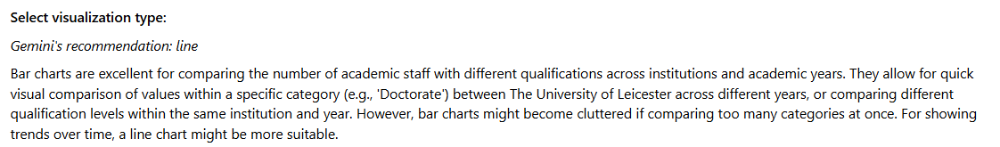 Select visualization type:
Gemini's recommendation: line
Bar charts are excellent for comparing the number of academic staff with different qualifications across institutions and academic years. They allow for quick
visual comparison of values within a specific category (e.g., 'Doctorate') between The University of Leicester across different years, or comparing different
qualification levels within the same institution and year. However, bar charts might become cluttered if comparing too many categories at once. For showing
trends over time, a line chart might be more suitable.